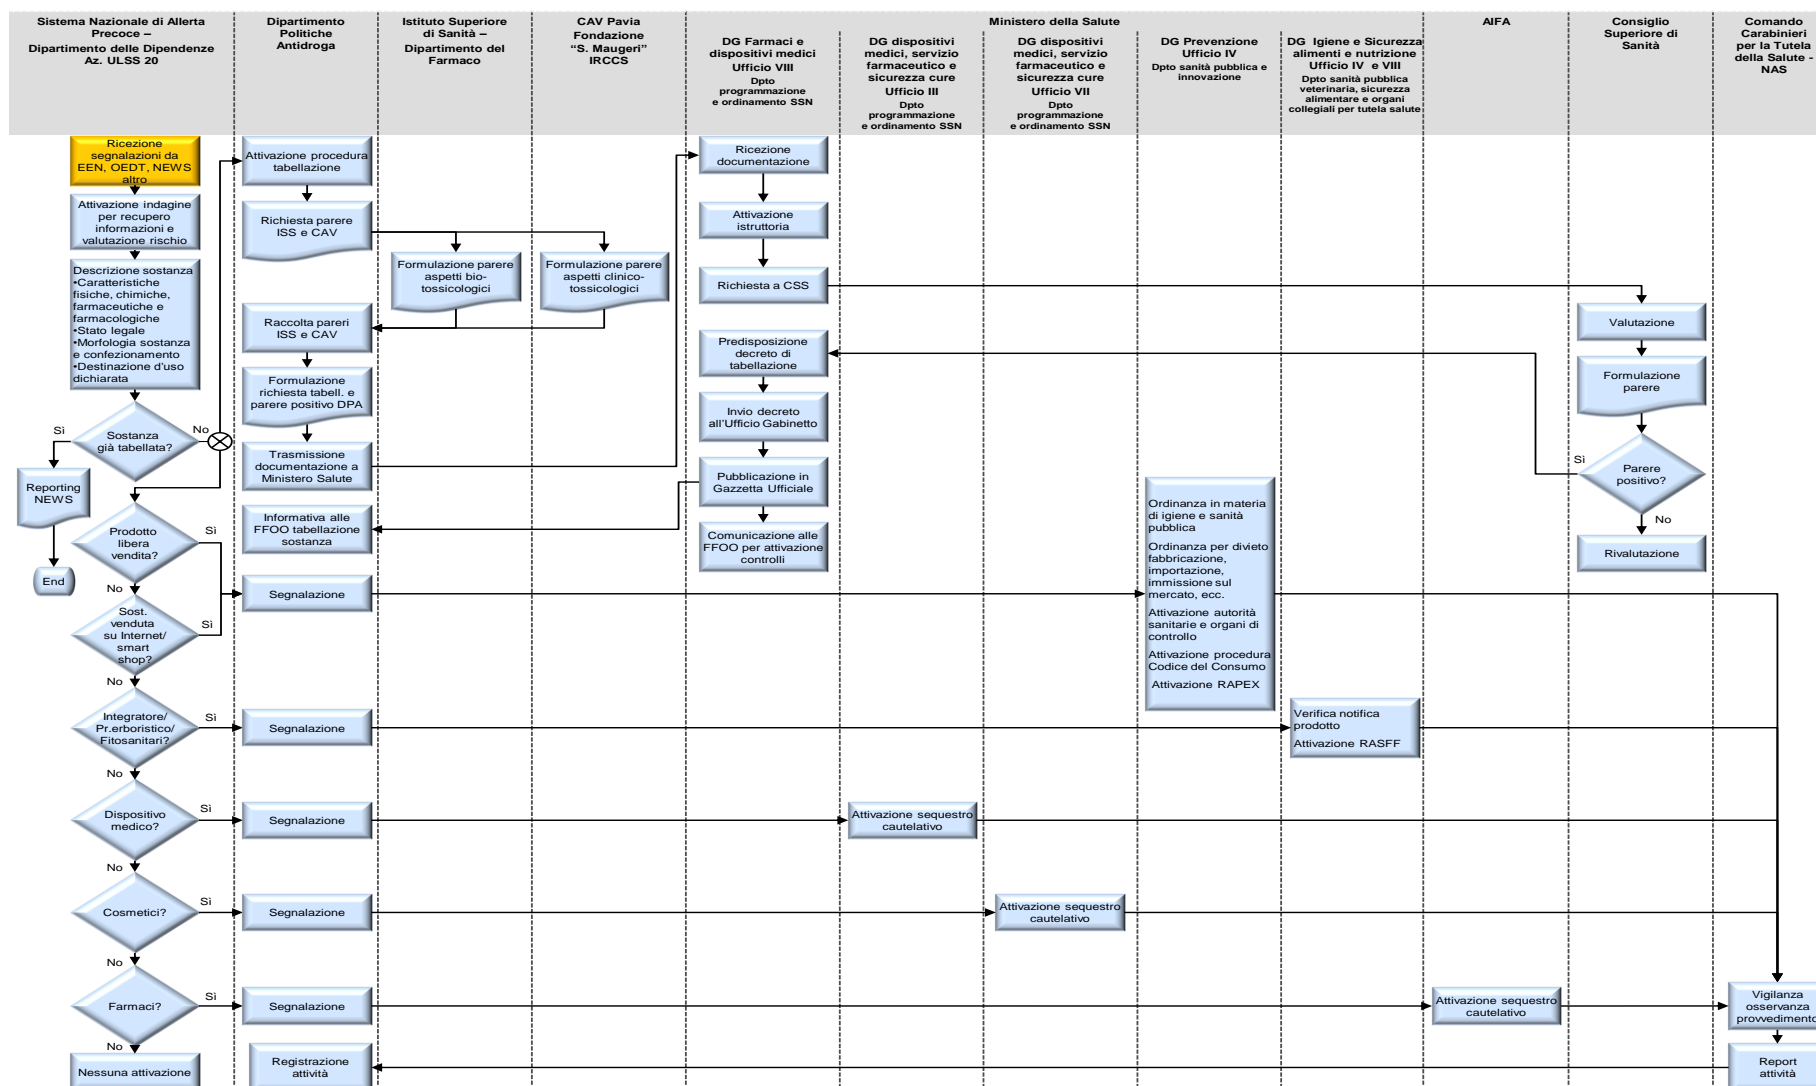 Sistema Nazionale di Allerta
Precoce –
Dipartimento delle Dipendenze
Az. ULSS 20
Dipartimento
Politiche
Antidroga
Istituto Superiore
di Sanità –
Dipartimento del
Farmaco
CAV Pavia
Fondazione
“S. Maugeri”
IRCCS
Ministero della Salute
DG Farmaci e
dispositivi medici
Ufficio VIII
Dpto
programmazione
e ordinamento SSN
DG dispositivi
medici, servizio
farmaceutico e
sicurezza cure
Ufficio III
Dpto
programmazione
e ordinamento SSN
DG dispositivi
medici, servizio
farmaceutico e
sicurezza cure
Ufficio VII
Dpto
programmazione
e ordinamento SSN
DG Prevenzione
Ufficio IV
Dpto sanità pubblica e
innovazione
DG Igiene e Sicurezza
alimenti e nutrizione
Ufficio IV e VIII
Dpto sanità pubblica
veterinaria, sicurezza
alimentare e organi
collegiali per tutela salute
AIFA
Consiglio
Superiore di
Sanità
Comando
Carabinieri
per la Tutela
della Salute -
NAS
Ricezione
segnalazioni da
EEN, OEDT, NEWS
altro
Attivazione indagine
per recupero
informazioni e
valutazione rischio
Descrizione sostanza
•Caratteristiche
fisiche, chimiche,
farmaceutiche e
farmacologiche
•Stato legale
•Morfologia sostanza
e confezionamento
•Destinazione d'uso
dichiarata
Sì
Sostanza
già tabellata?
No
Reporting
NEWS
End
Prodotto
libera
vendita?
Sì
No
Sost.
venduta
su Internet/
smart
shop?
Sì
No
Integratore/
Pr.erboristico/
Fitosanitari?
Sì
No
Dispositivo
medico?
Sì
No
Cosmetici?
Sì
No
Farmaci?
Sì
No
Nessuna attivazione
Attivazione procedura
tabellazione
Richiesta parere
ISS e CAV
Raccolta pareri
ISS e CAV
Formulazione
richiesta tabell. e
parere positivo DPA
Trasmissione
documentazione a
Ministero Salute
Informativa alle
FFOO tabellazione
sostanza
Segnalazione
Segnalazione
Segnalazione
Segnalazione
Segnalazione
Registrazione
attività
Formulazione parere
aspetti bio-
tossicologici
Formulazione parere
aspetti clinico-
tossicologici
Ricezione
documentazione
Attivazione
istruttoria
Richiesta a CSS
Predisposizione
decreto di
tabellazione
Invio decreto
all'Ufficio Gabinetto
Pubblicazione in
Gazzetta Ufficiale
Comunicazione alle
FFOO per attivazione
controlli
Attivazione sequestro
cautelativo
Attivazione sequestro
cautelativo
Ordinanza in materia
di igiene e sanità
pubblica
Ordinanza per divieto
fabbricazione,
importazione,
immissione sul
mercato, ecc.
Attivazione autorità
sanitarie e organi di
controllo
Attivazione procedura
Codice del Consumo
Attivazione RAPEX
Verifica notifica
prodotto
Attivazione RASFF
Attivazione sequestro
cautelativo
Valutazione
Formulazione
parere
Sì
Parere
positivo?
No
Rivalutazione
Vigilanza
osservanza
provvedimento
Report
attività